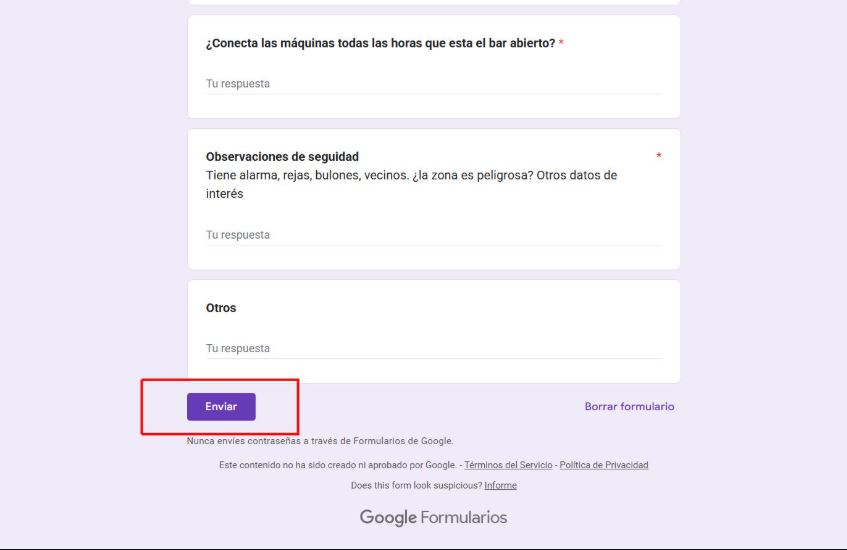 ¿Conecta las máquinas todas las horas que esta el bar abierto? *
Tu respuesta
Observaciones de seguidad *
Tiene alarma, rejas, bulones, vecinos. ¿la zona es peligrosa? Otros datos de
interés
Tu respuesta
Otros
Tu respuesta
Enviar Borrar formulario
Nunca envíes contraseñas a través de Formularios de Google.
Este contenido no ha sido creado ni aprobado por Google. - Términos del Servicio - Política de Privacidad
Does this form look suspicious? Informe
Google Formularios